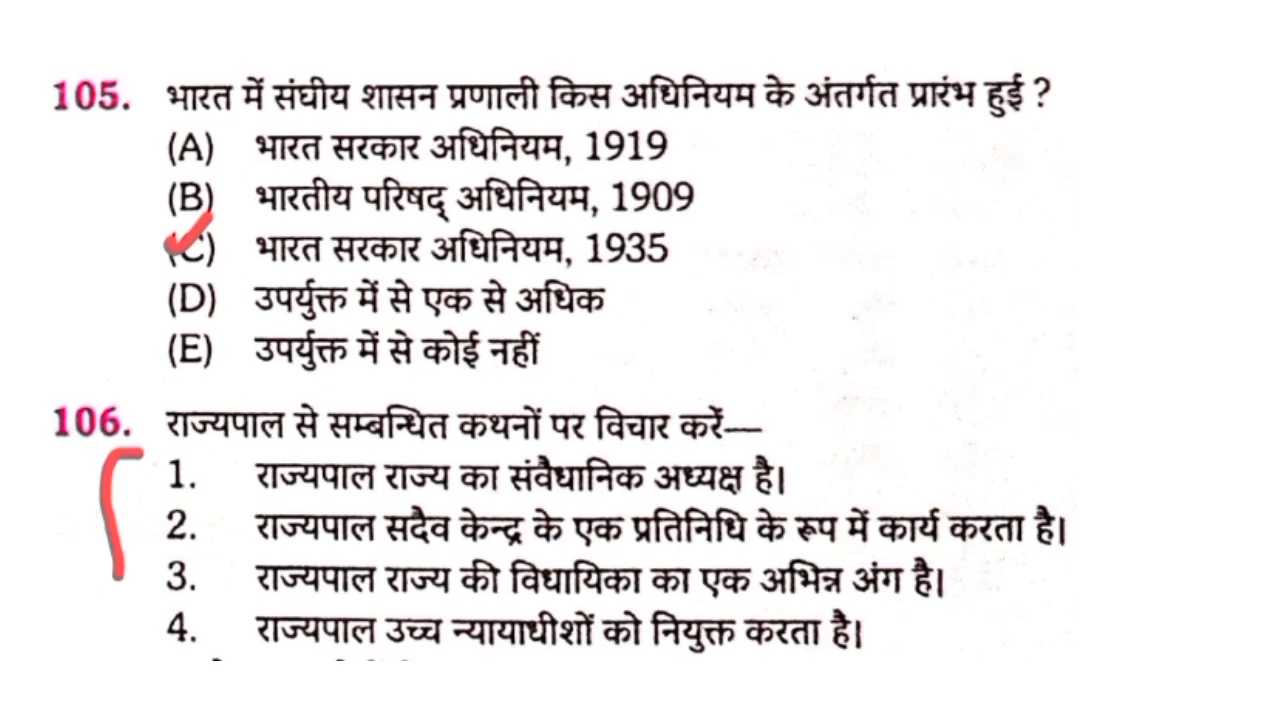 105. भारत में संघीय शासन प्रणाली किस अधिनियम के अंतर्गत प्रारंभ हुई ?
(A) भारत सरकार अधिनियम, 1919
(B) भारतीय परिषद् अधिनियम, 1909
(C) भारत सरकार अधिनियम, 1935
(D) उपर्युक्त में से एक से अधिक
(E) उपर्युक्त में से कोई नहीं
106. राज्यपाल से सम्बन्धित कथनों पर विचार करें—
1. राज्यपाल राज्य का संवैधानिक अध्यक्ष है।
2. राज्यपाल सदैव केन्द्र के एक प्रतिनिधि के रूप में कार्य करता है।
3. राज्यपाल राज्य की विधायिका का एक अभिन्न अंग है।
4. राज्यपाल उच्च न्यायाधीशों को नियुक्त करता है।